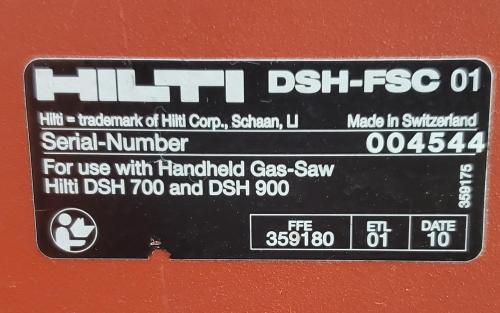 HILTI DSH-FSC 01
Hilti = trademark of Hilti Corp., Schaan, LI Made in Switzerland
Serial-Number 004544
For use with Handheld Gas-Saw
Hilti DSH 700 and DSH 900
359175
FFE ETL DATE
359180 01 10